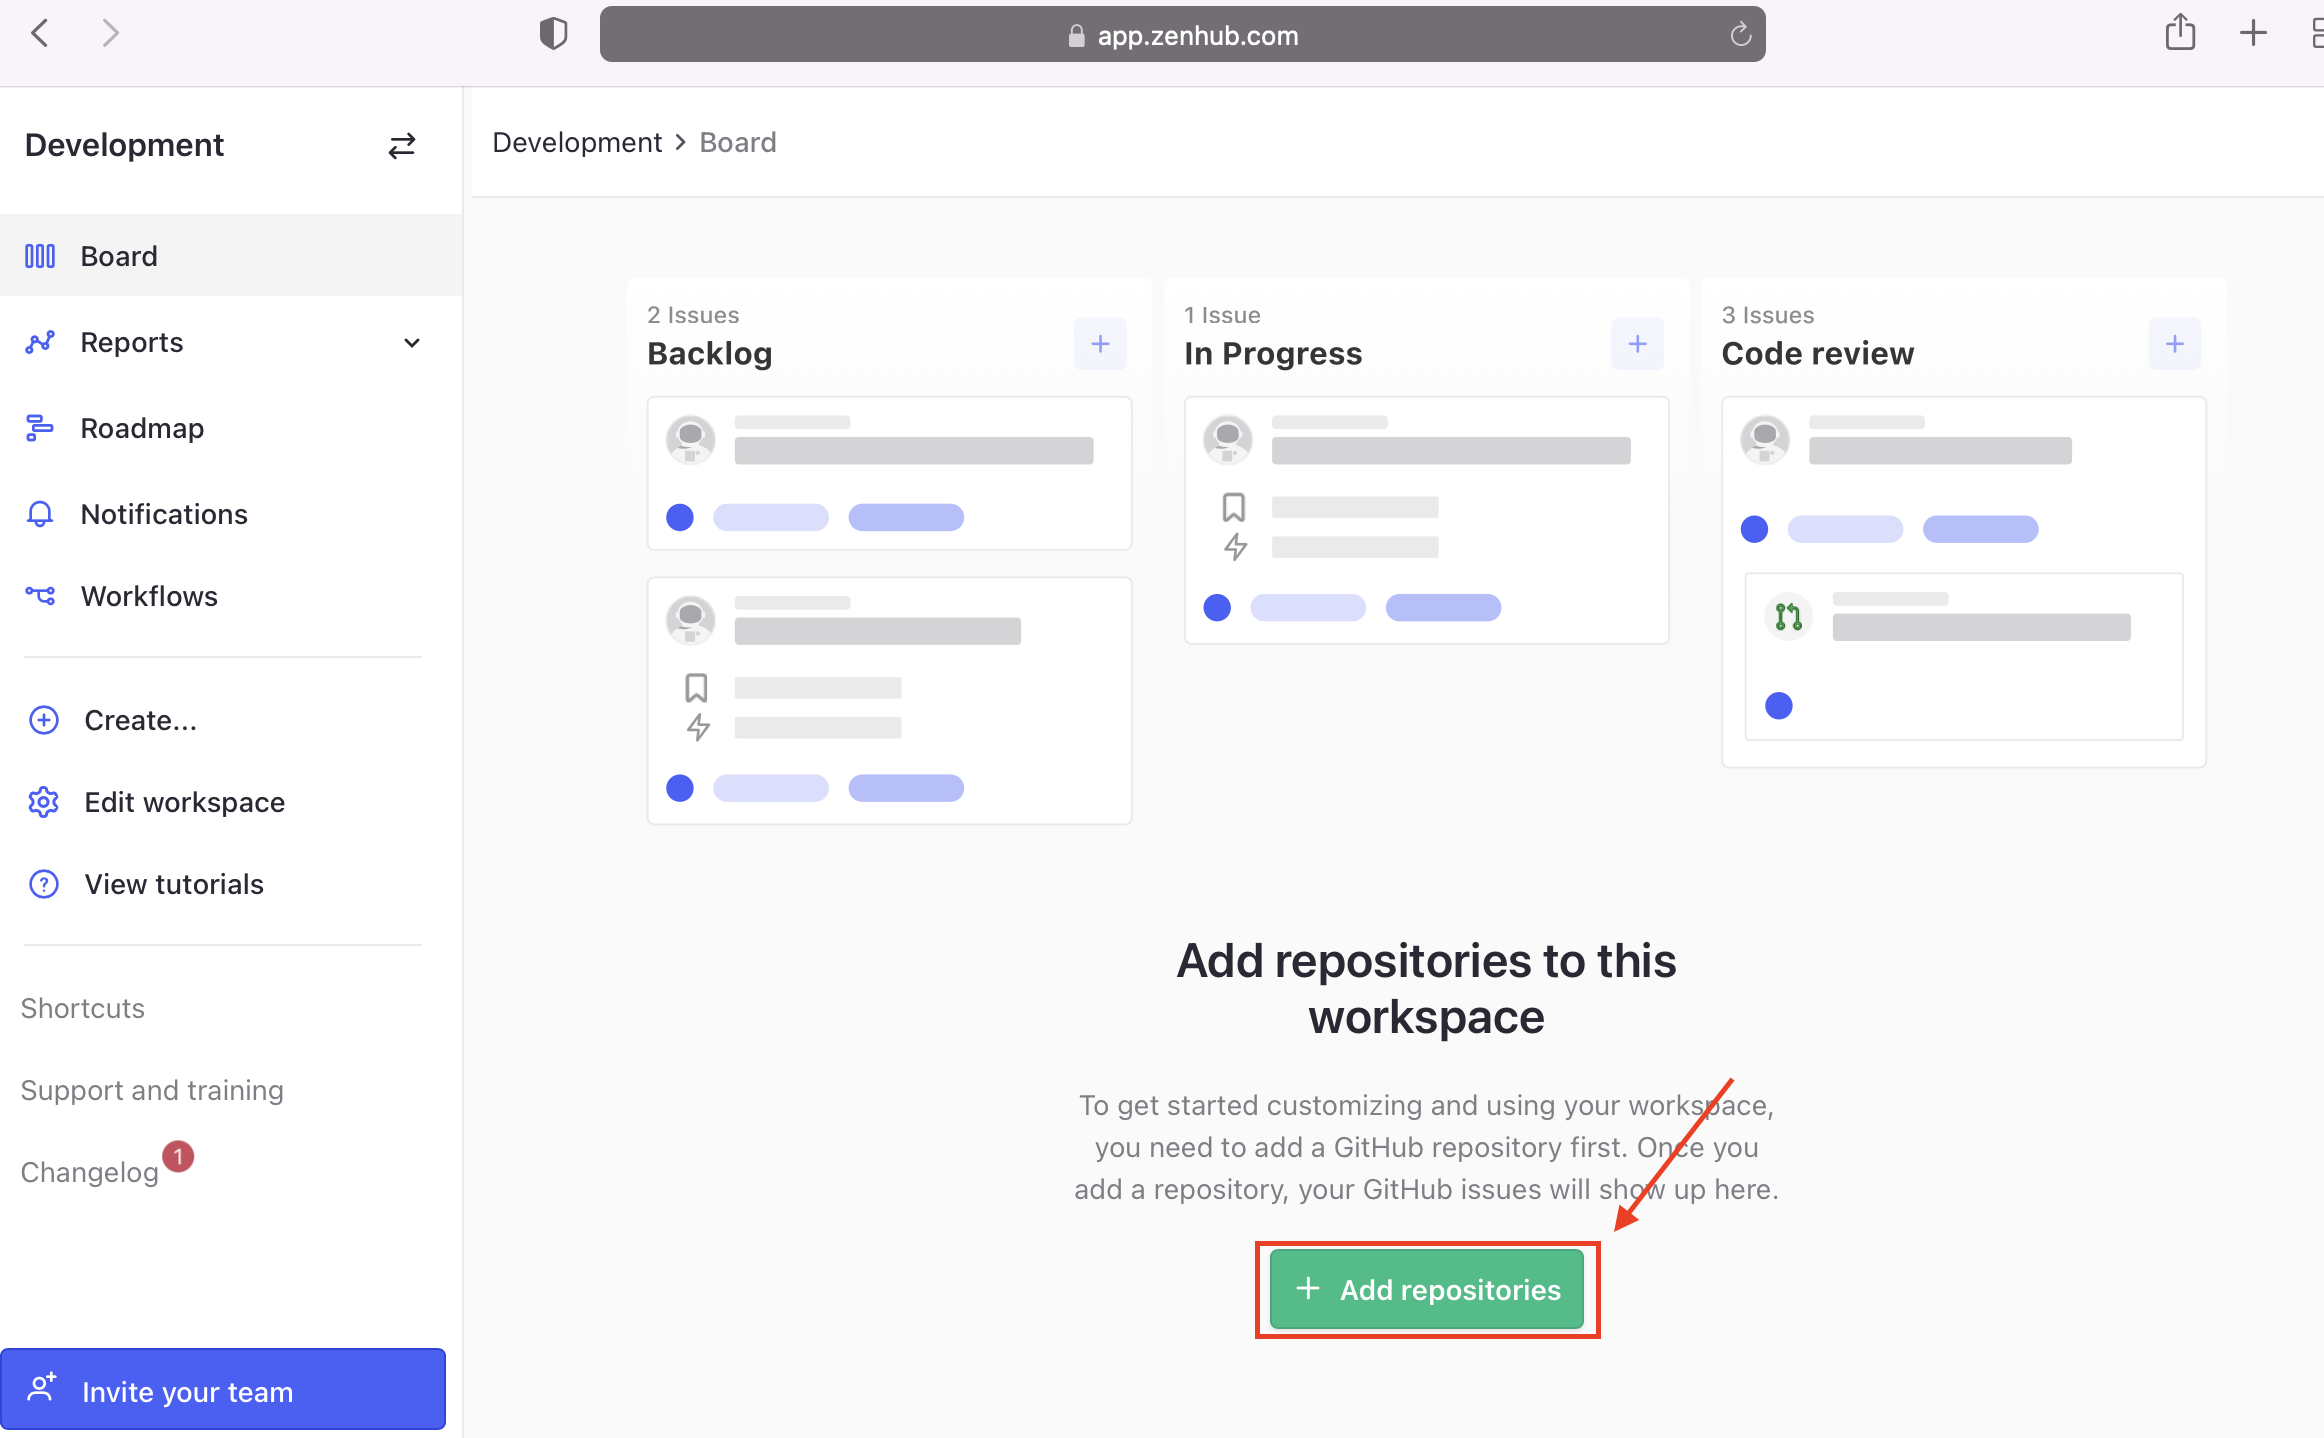 app.zenhub.com
Development
Development > Board
Board
Reports
Roadmap
Notifications
Workflows
Create...
Edit workspace
View tutorials
Shortcuts
Support and training
Changelog 1
Invite your team
2 Issues
Backlog
1 Issue
In Progress
3 Issues
Code review
Add repositories to this
workspace
To get started customizing and using your workspace,
you need to add a GitHub repository first. Once you
add a repository, your GitHub issues will show up here.
+ Add repositories